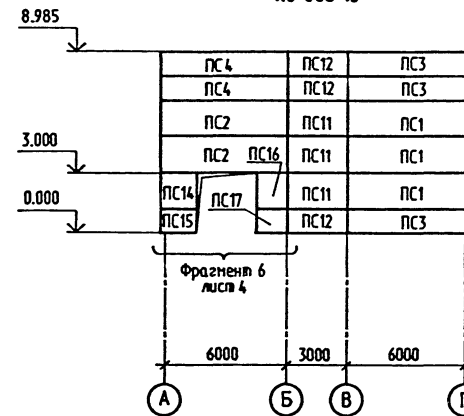 8.985
ПС4 ПС12 ПС3
ПС4 ПС12 ПС3
ПС2 ПС11 ПС1
3.000
ПС2 ПС16 ПС11 ПС1
0.000
ПС14 ПС17 ПС11 ПС1
ПС15 ПС12 ПС3
Фрагмент 6
лист 4
6000 3000 6000
А Б В